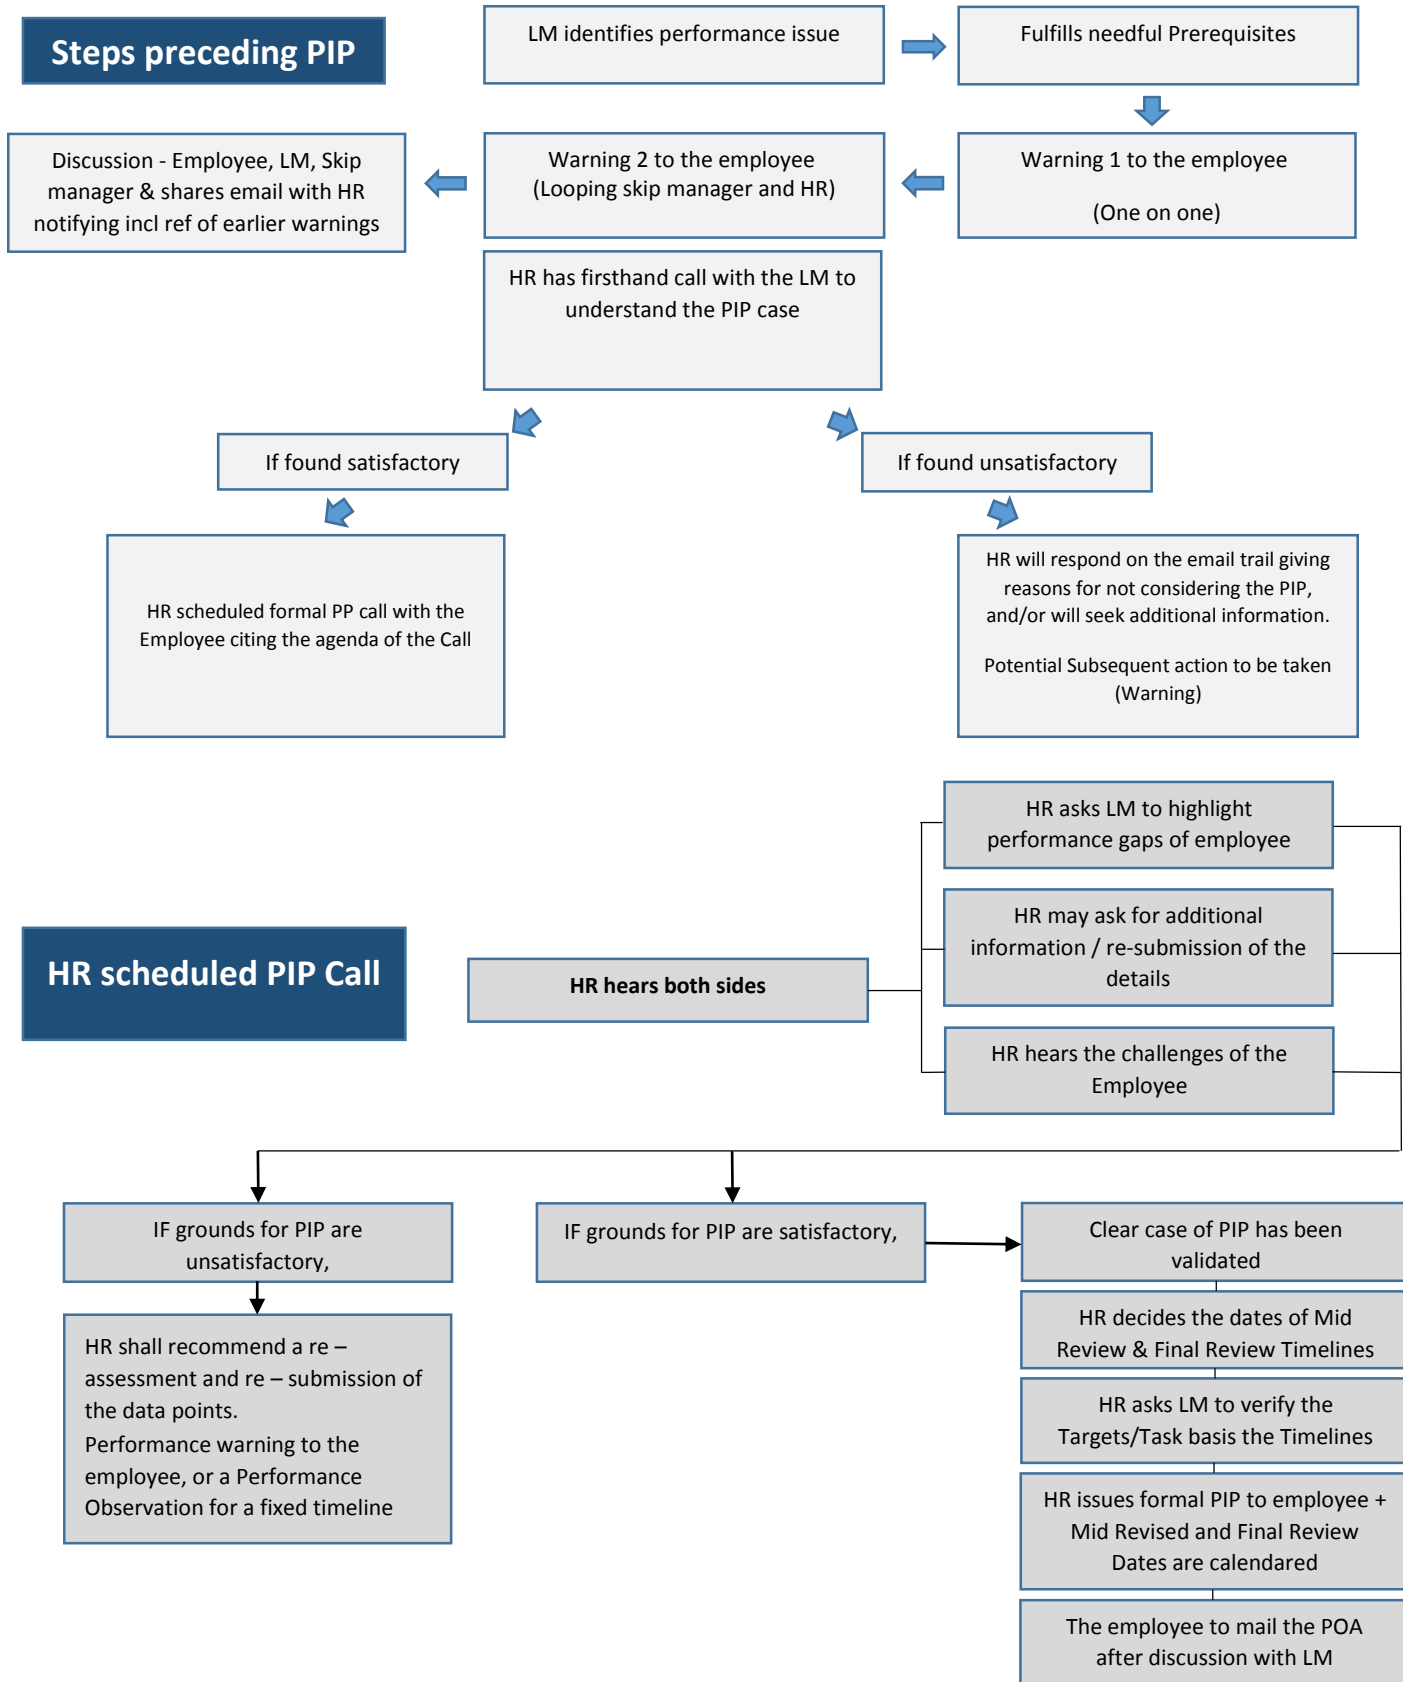 Steps preceding PIP
LM identifies performance issue
Fulfills needful Prerequisites
Warning 1 to the employee
(One on one)
Warning 2 to the employee
(Looping skip manager and HR)
Discussion - Employee, LM, Skip
manager & shares email with HR
notifying incl ref of earlier warnings
HR has firsthand call with the LM to
understand the PIP case
If found satisfactory
If found unsatisfactory
HR scheduled formal PP call with the
Employee citing the agenda of the Call
HR will respond on the email trail giving
reasons for not considering the PIP,
and/or will seek additional information.
Potential Subsequent action to be taken
(Warning)
HR scheduled PIP Call
HR hears both sides
HR asks LM to highlight
performance gaps of employee
HR may ask for additional
information / re-submission of the
details
HR hears the challenges of the
Employee
IF grounds for PIP are
unsatisfactory,
HR shall recommend a re –
assessment and re – submission of
the data points.
Performance warning to the
employee, or a Performance
Observation for a fixed timeline
IF grounds for PIP are satisfactory,
Clear case of PIP has been
validated
HR decides the dates of Mid
Review & Final Review Timelines
HR asks LM to verify the
Targets/Task basis the Timelines
HR issues formal PIP to employee +
Mid Revised and Final Review
Dates are calendared
The employee to mail the POA
after discussion with LM